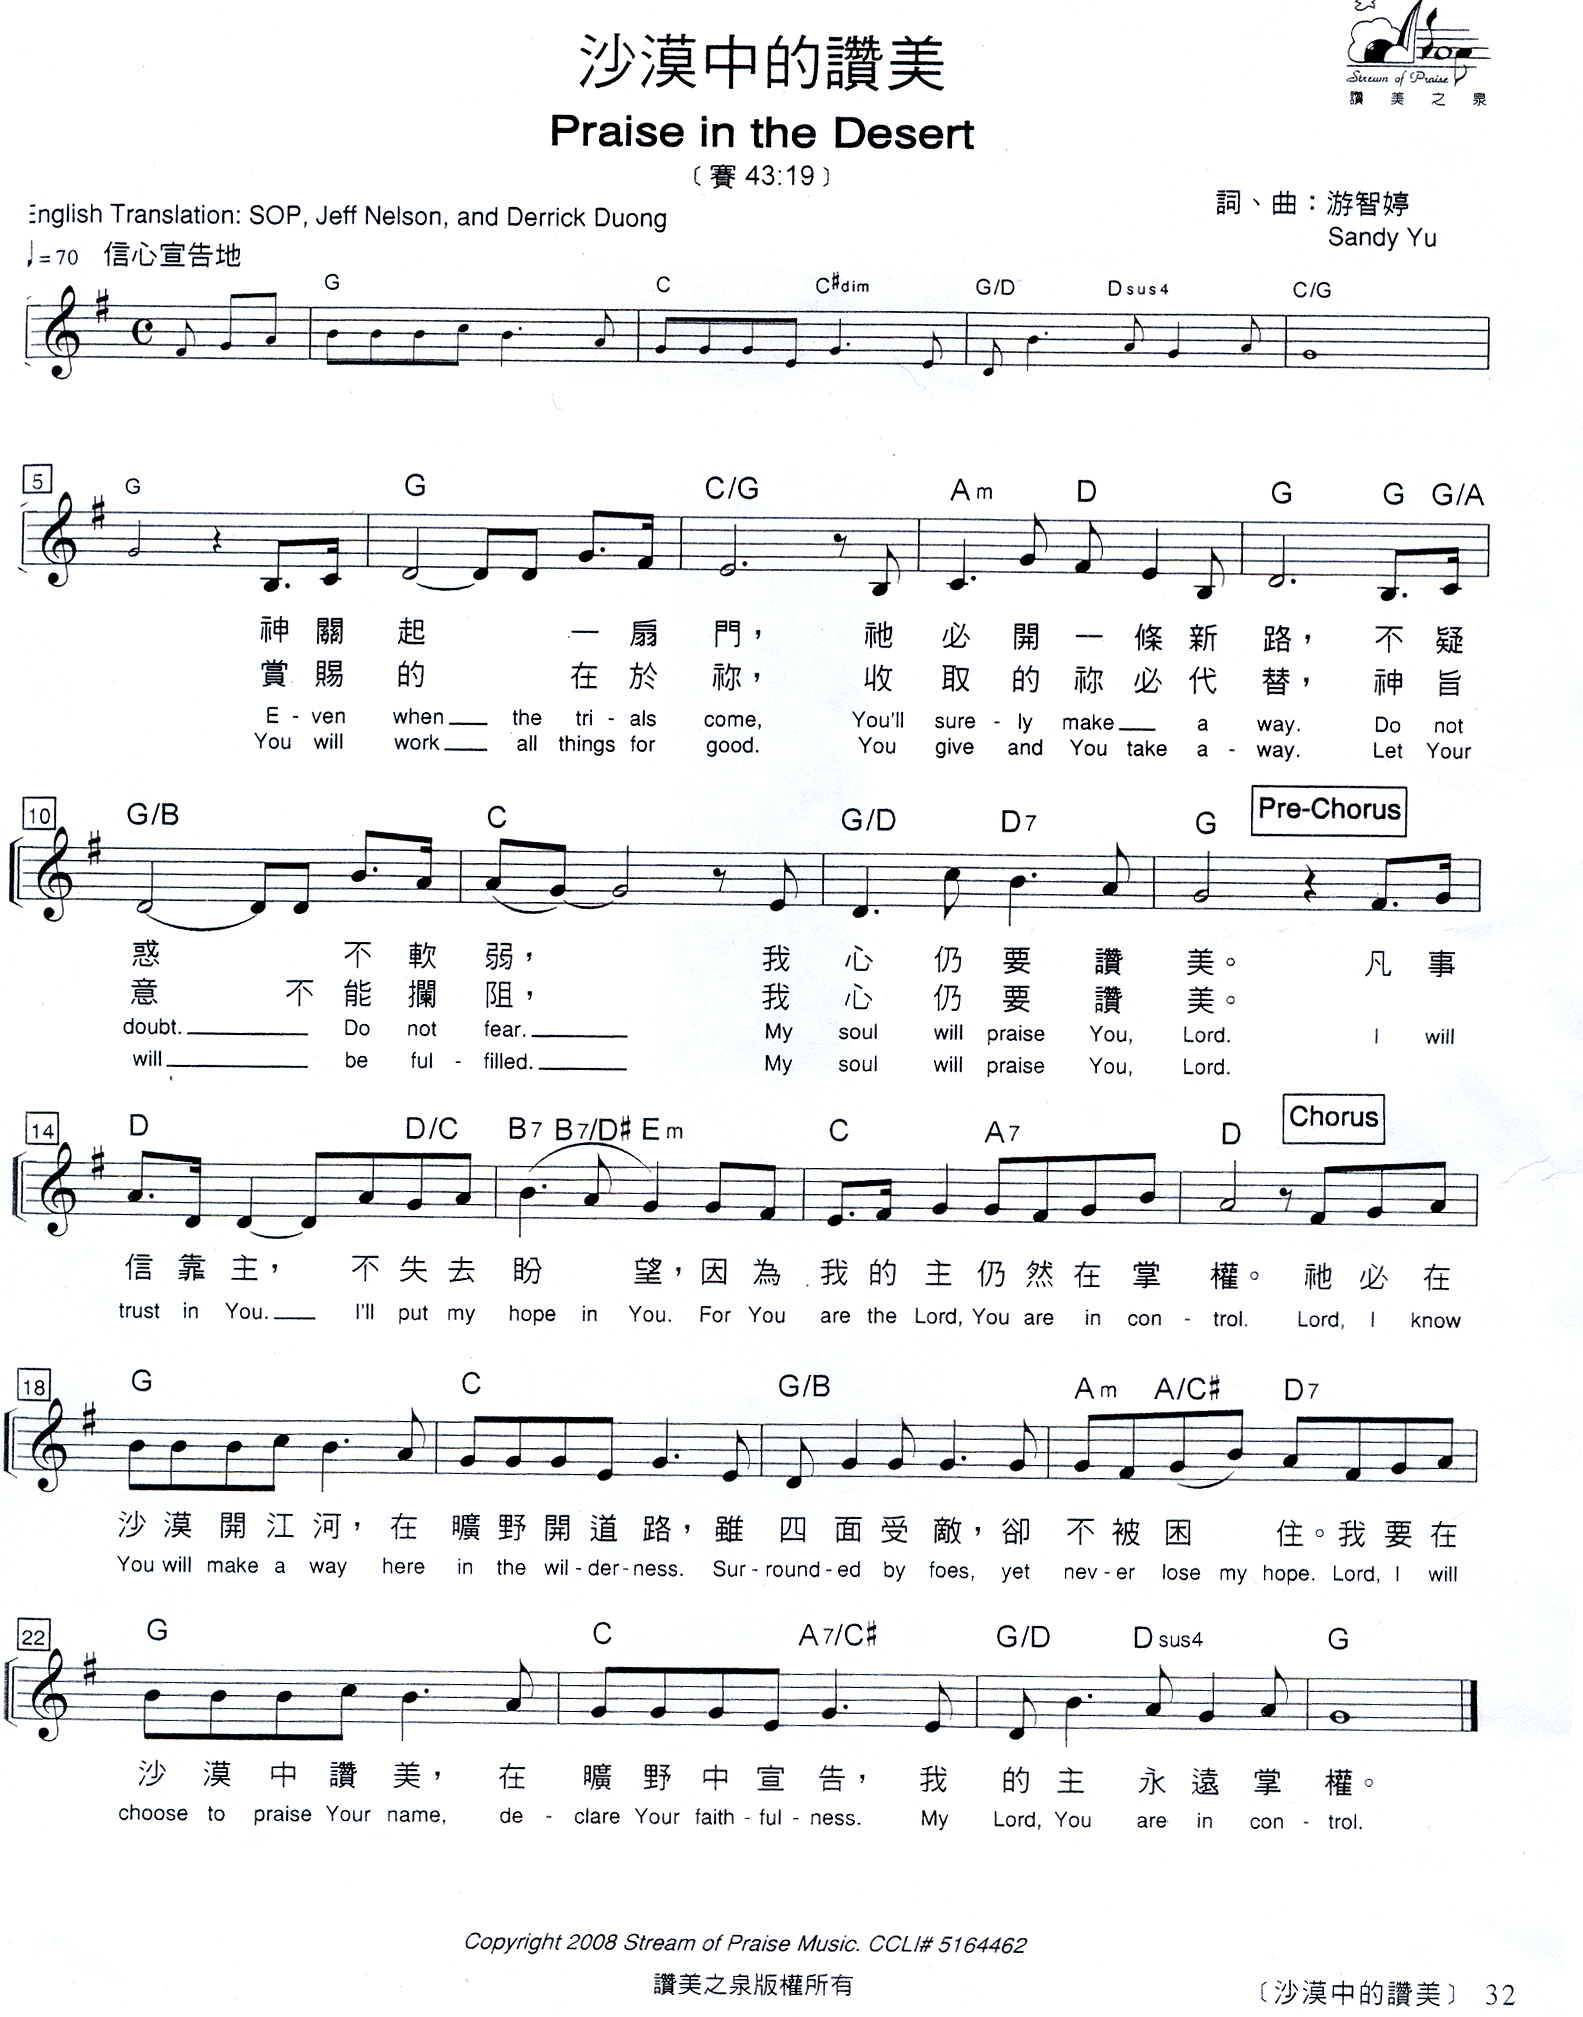 沙漠中的讚美
Stream of Praise
讚美之泉
Praise in the Desert
﹝賽 43:19﹞
English Translation: SOP, Jeff Nelson, and Derrick Duong
詞、曲：游智婷
Sandy Yu
♩=70 信心宣告地
G C C♯dim G/D Dsus4 C/G
5 G G C/G Am D G G G/A
神關起 一扇門，祂必開一條新路，不疑
賞賜的 在於祢，收取的祢必代替，神旨
E - ven when the tri - als come, You'll sure - ly make a way. Do not
You will work all things for good. You give and You take a - way. Let Your
10 G/B C G/D D7 G Pre-Chorus
惑 不軟弱，我心仍要讚美。凡事
意 不能攔阻，我心仍要讚美。
doubt. Do not fear. My soul will praise You, Lord. I will
will be ful - filled. My soul will praise You, Lord.
14 D D/C B7 B7/D♯ Em C A7 D Chorus
信靠主，不失去盼望，因為我的主仍然在掌權。祂必在
trust in You. I'll put my hope in You. For You are the Lord, You are in con - trol. Lord, I know
18 G C G/B Am A/C♯ D7
沙漠開江河，在曠野開道路，雖四面受敵，卻不被困住。我要在
You will make a way here in the wil - der - ness. Sur - round - ed by foes, yet nev - er lose my hope. Lord, I will
22 G C A7/C♯ G/D Dsus4 G
沙漠中讚美，在曠野中宣告，我的主永遠掌權。
choose to praise Your name, de - clare Your faith - ful - ness. My Lord, You are in con - trol.
Copyright 2008 Stream of Praise Music. CCLI# 5164462
讚美之泉版權所有
﹝沙漠中的讚美﹞ 32